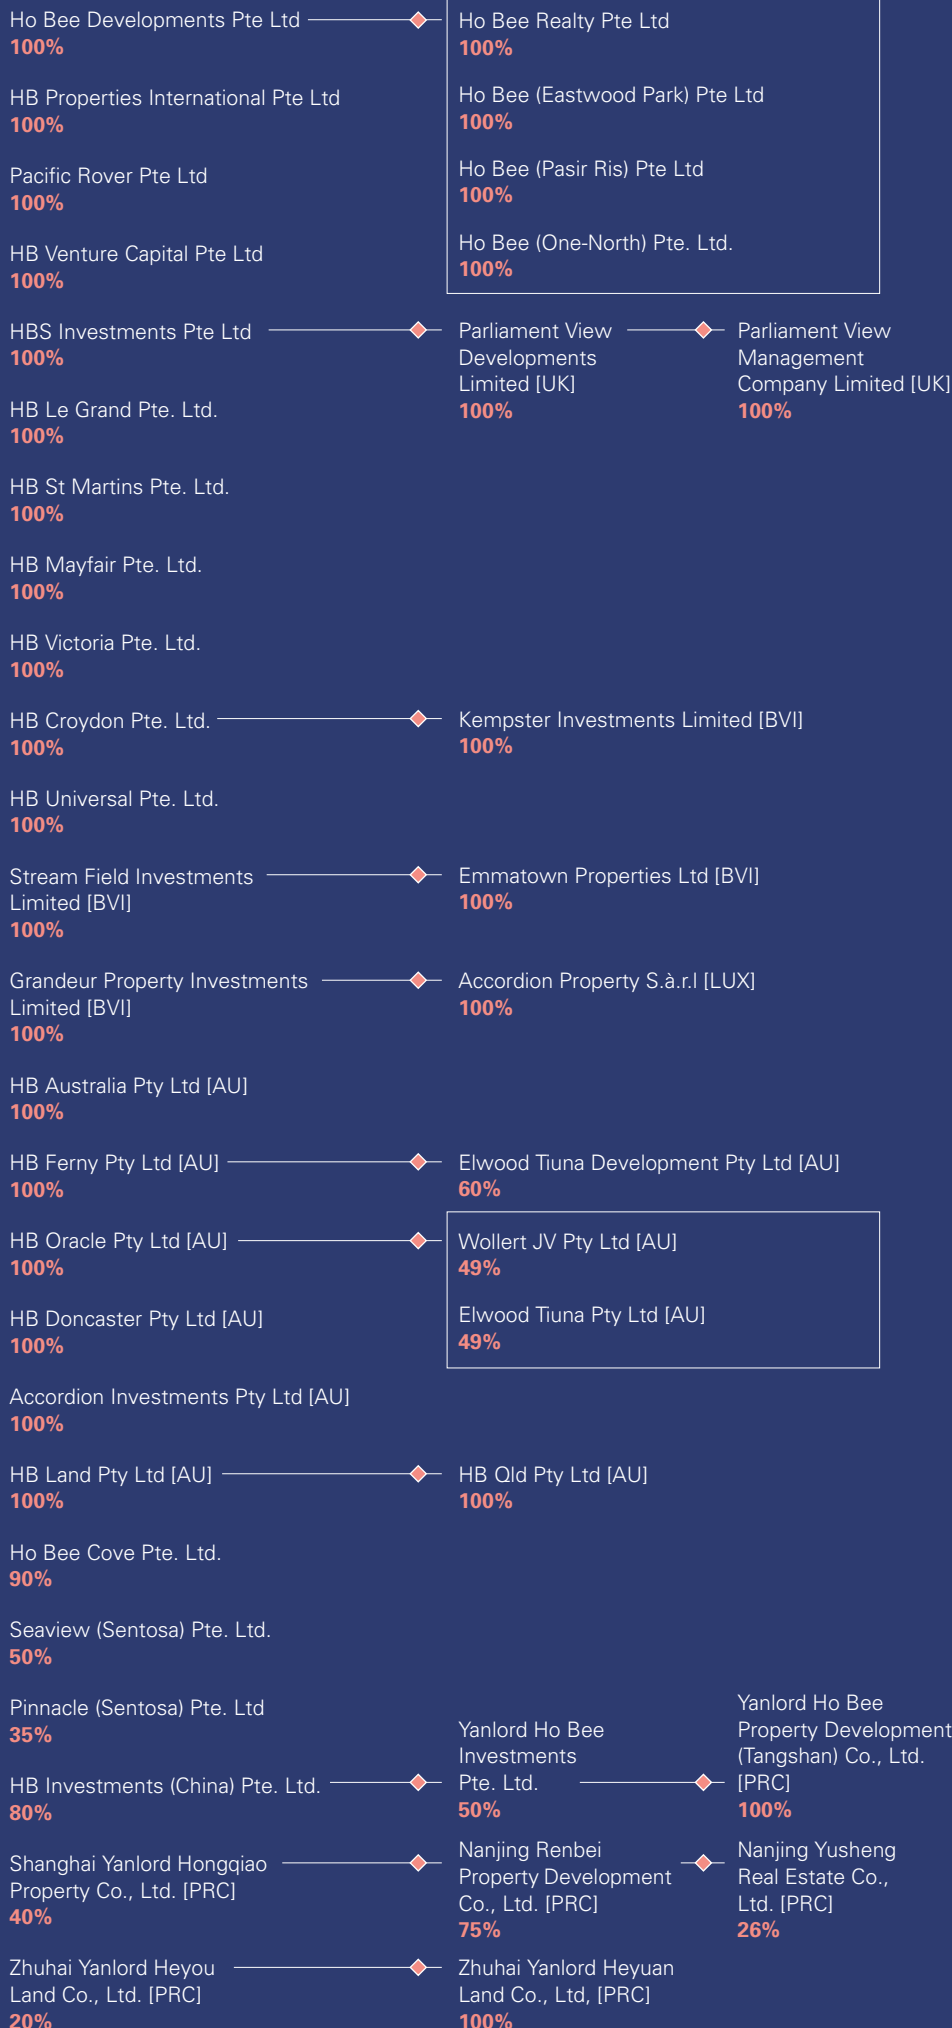 Ho Bee Developments Pte Ltd
100%
Ho Bee Realty Pte Ltd
100%
Ho Bee (Eastwood Park) Pte Ltd
100%
Ho Bee (Pasir Ris) Pte Ltd
100%
Ho Bee (One-North) Pte. Ltd.
100%
HB Properties International Pte Ltd
100%
Pacific Rover Pte Ltd
100%
HB Venture Capital Pte Ltd
100%
HBS Investments Pte Ltd
100%
Parliament View
Developments
Limited [UK]
100%
Parliament View
Management
Company Limited [UK]
100%
HB Le Grand Pte. Ltd.
100%
HB St Martins Pte. Ltd.
100%
HB Mayfair Pte. Ltd.
100%
HB Victoria Pte. Ltd.
100%
HB Croydon Pte. Ltd.
100%
Kempster Investments Limited [BVI]
100%
HB Universal Pte. Ltd.
100%
Stream Field Investments
Limited [BVI]
100%
Emmatown Properties Ltd [BVI]
100%
Grandeur Property Investments
Limited [BVI]
100%
Accordion Property S.à.r.l [LUX]
100%
HB Australia Pty Ltd [AU]
100%
HB Ferny Pty Ltd [AU]
100%
Elwood Tiuna Development Pty Ltd [AU]
60%
HB Oracle Pty Ltd [AU]
100%
Wollert JV Pty Ltd [AU]
49%
Elwood Tiuna Pty Ltd [AU]
49%
HB Doncaster Pty Ltd [AU]
100%
Accordion Investments Pty Ltd [AU]
100%
HB Land Pty Ltd [AU]
100%
HB Qld Pty Ltd [AU]
100%
Ho Bee Cove Pte. Ltd.
90%
Seaview (Sentosa) Pte. Ltd.
50%
Pinnacle (Sentosa) Pte. Ltd
35%
HB Investments (China) Pte. Ltd.
80%
Yanlord Ho Bee
Investments
Pte. Ltd.
50%
Yanlord Ho Bee
Property Development
(Tangshan) Co., Ltd.
[PRC]
100%
Shanghai Yanlord Hongqiao
Property Co., Ltd. [PRC]
40%
Nanjing Renbei
Property Development
Co., Ltd. [PRC]
75%
Nanjing Yusheng
Real Estate Co.,
Ltd. [PRC]
26%
Zhuhai Yanlord Heyou
Land Co., Ltd. [PRC]
20%
Zhuhai Yanlord Heyuan
Land Co., Ltd, [PRC]
100%